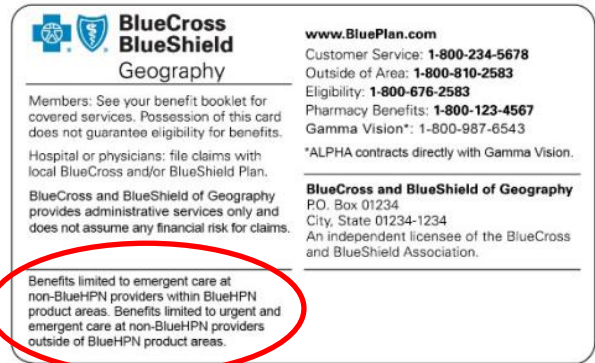 BlueCross
BlueShield
Geography
Members: See your benefit booklet for
covered services. Possession of this card
does not guarantee eligibility for benefits.
Hospital or physicians: file claims with
local BlueCross and/or BlueShield Plan.
BlueCross and BlueShield of Geography
provides administrative services only and
does not assume any financial risk for claims.
Benefits limited to emergent care at
non-BlueHPN providers within BlueHPN
product areas. Benefits limited to urgent and
emergent care at non-BlueHPN providers
outside of BlueHPN product areas.
www.BluePlan.com
Customer Service: 1-800-234-5678
Outside of Area: 1-800-810-2583
Eligibility: 1-800-676-2583
Pharmacy Benefits: 1-800-123-4567
Gamma Vision*: 1-800-987-6543
*ALPHA contracts directly with Gamma Vision.
BlueCross and BlueShield of Geography
P.O. Box 01234
City, State 01234-1234
An independent licensee of the BlueCross
and BlueShield Association.